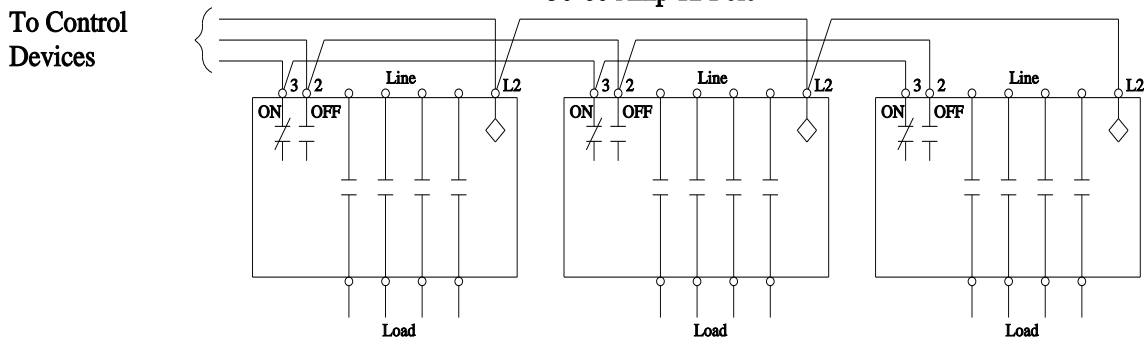 Amp
To Control
Devices
3 2 Line L2 3 2 Line L2 3 2 Line L2
ON OFF ON OFF ON OFF
Load Load Load